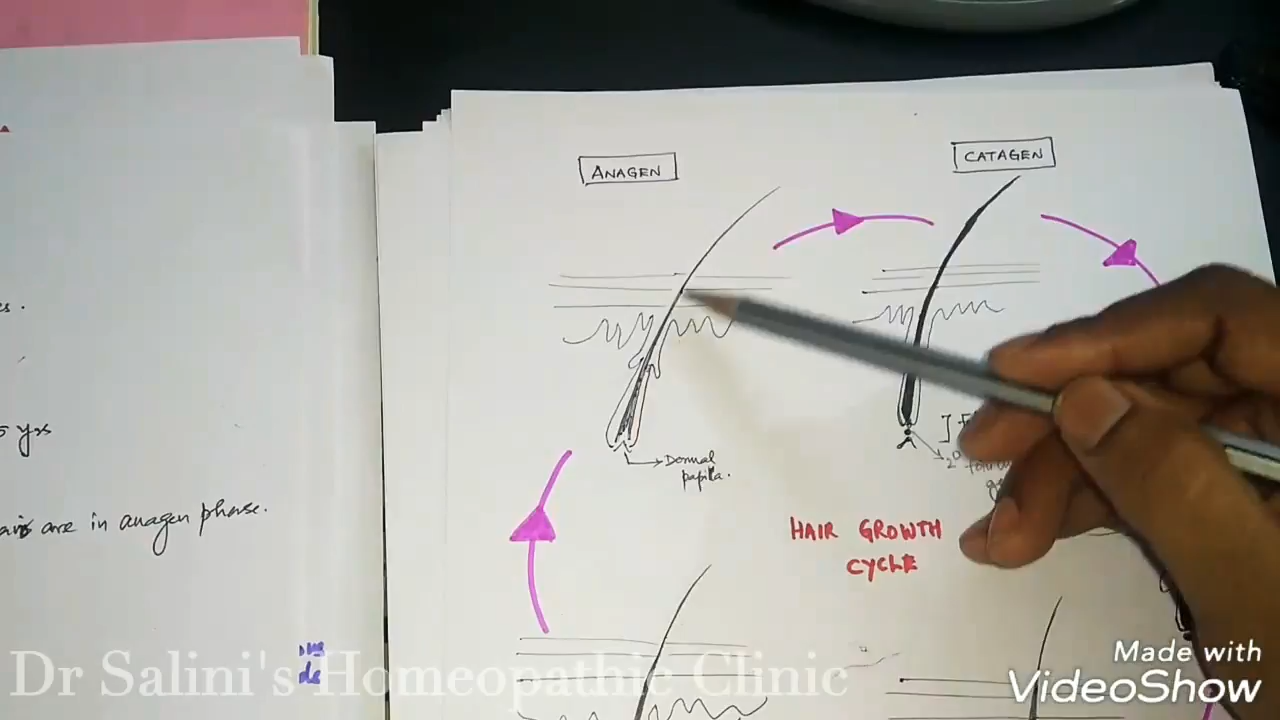 ANAGEN
CATAGEN
Dermal
papilla.
yrs
are in anagen phase.
HAIR GROWTH
CYCLE
Dr Salini's Homeopathic Clinic
Made with
VideoShow